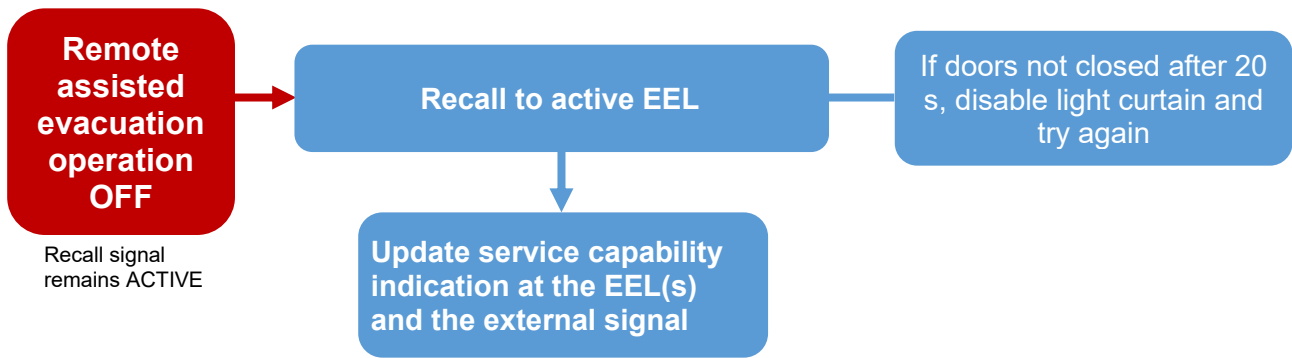 Remote
assisted
evacuation
operation
OFF
Recall signal
remains ACTIVE
Recall to active EEL
If doors not closed after 20
s, disable light curtain and
try again
Update service capability
indication at the EEL(s)
and the external signal